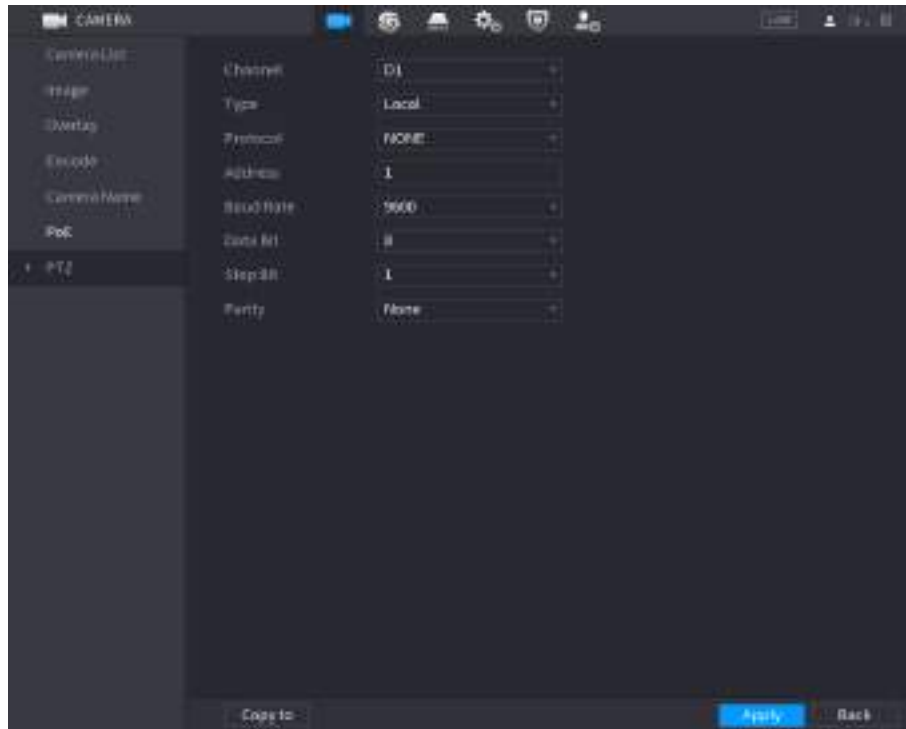 CAMERA
LIVE
Camera List
Image
Overlay
Encode
Camera Name
PoE
PTZ
Channel D1
Type Local
Protocol NONE
Address 1
Baud Rate 9600
Data Bit 8
Stop Bit 1
Parity None
Copy to
Apply
Back